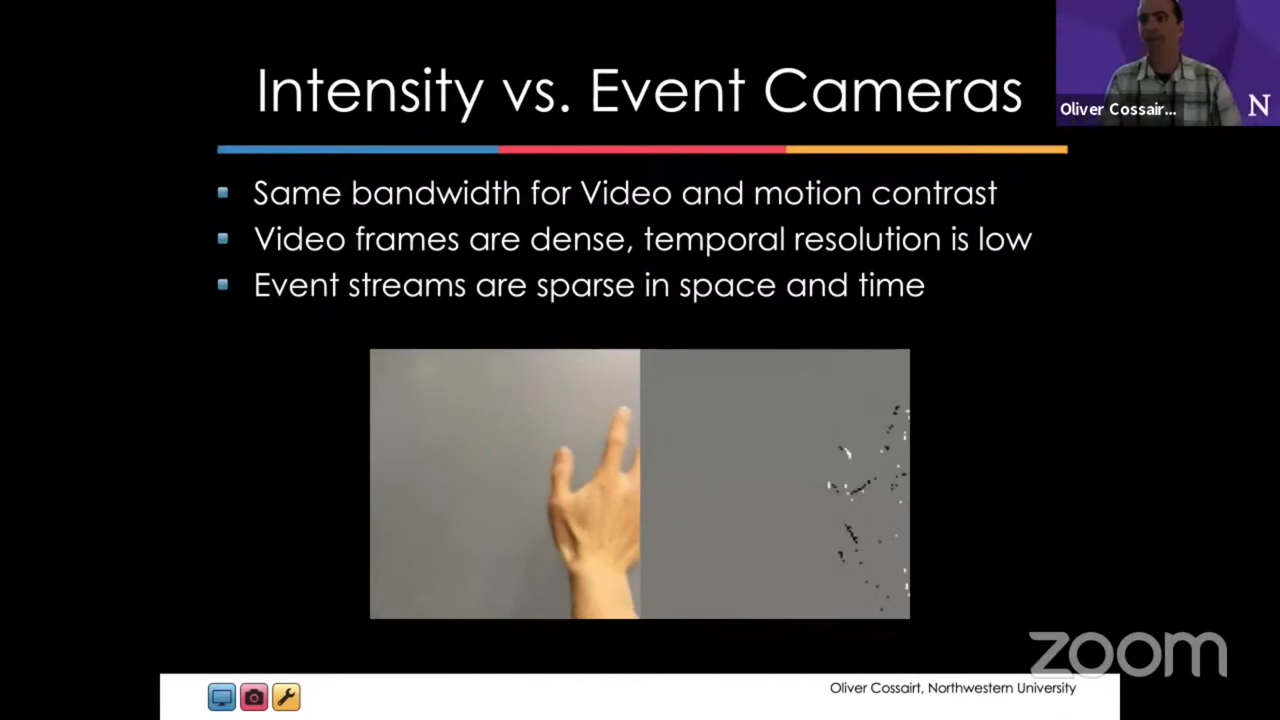 Intensity vs. Event Cameras
Oliver Cossair...
N
Same bandwidth for Video and motion contrast
Video frames are dense, temporal resolution is low
Event streams are sparse in space and time
zoom
Oliver Cossairt, Northwestern University